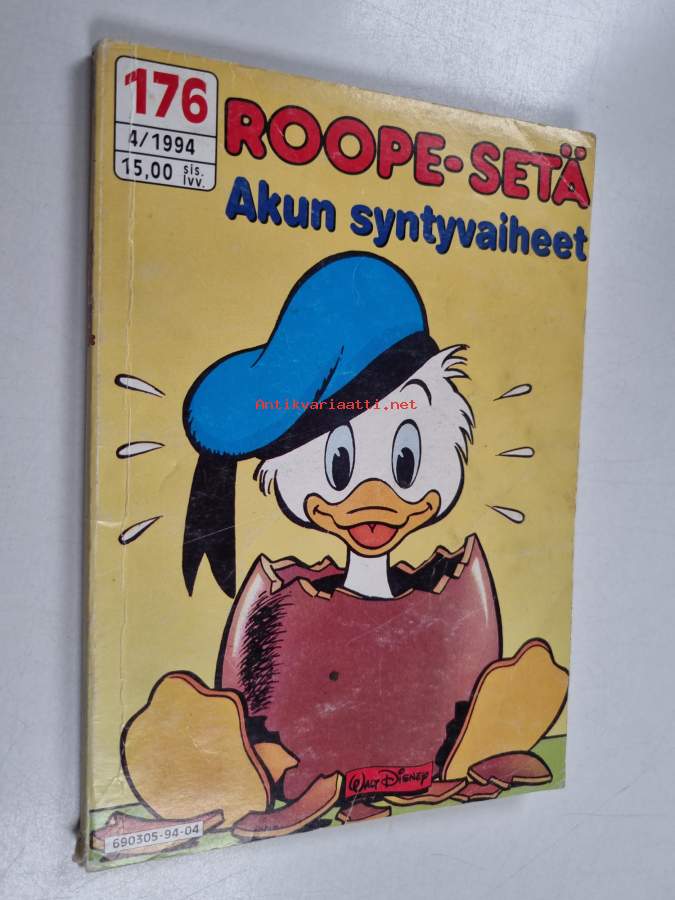 176
4/1994
15,00 sis. lvv.
ROOPE-SETÄ
Akun syntyvaiheet
Antikvariaatti.net
WALT DISNEY
690305-94-04